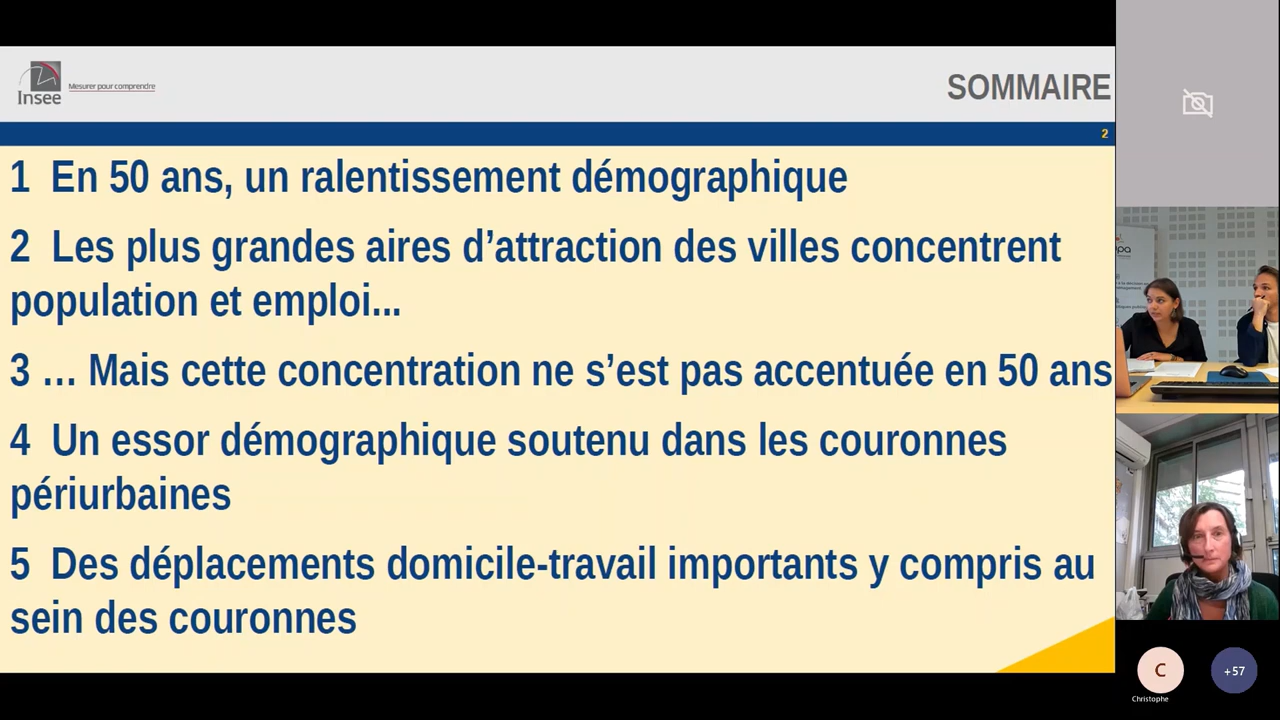 Insee
Mesurer pour comprendre
SOMMAIRE
2
1 En 50 ans, un ralentissement démographique
2 Les plus grandes aires d’attraction des villes concentrent
population et emploi...
3 … Mais cette concentration ne s’est pas accentuée en 50 ans
4 Un essor démographique soutenu dans les couronnes
périurbaines
5 Des déplacements domicile-travail importants y compris au
sein des couronnes
C
+57
Christophe